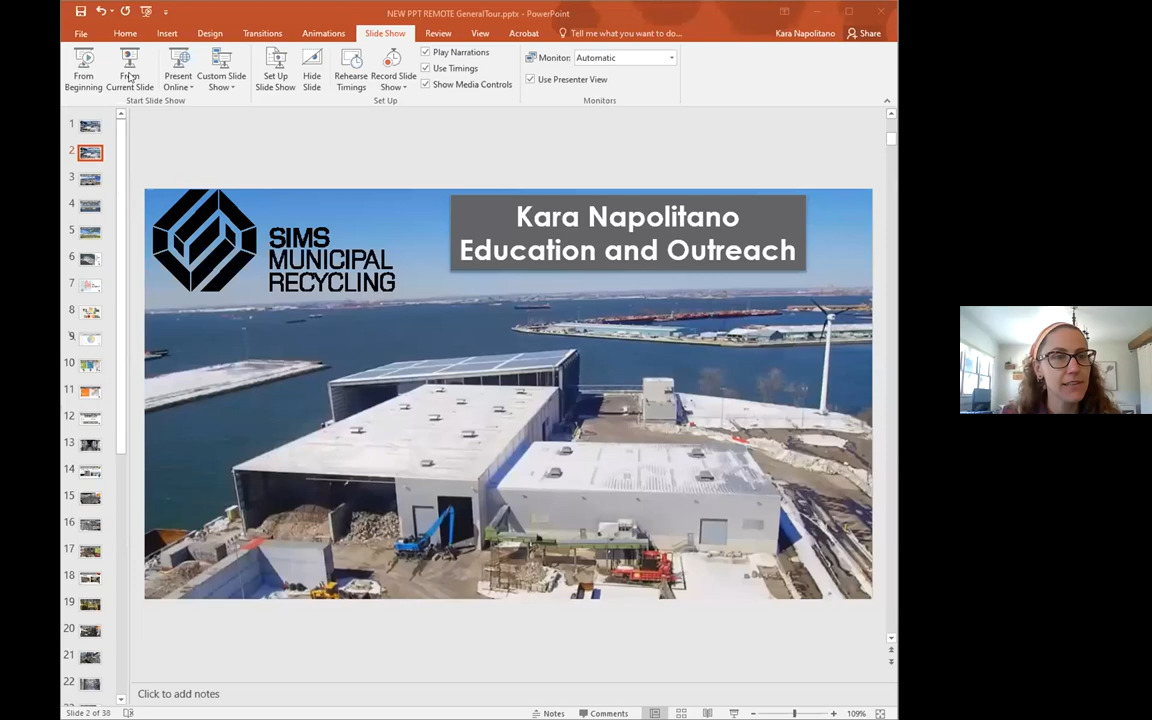 NEW PPT REMOTE GeneralTour.pptx - PowerPoint
File Home Insert Design Transitions Animations Slide Show Review View Acrobat Tell me what you want to do... Kara Napolitano Share
From Beginning
From Current Slide
Present Online
Custom Slide Show
Set Up Slide Show
Hide Slide
Rehearse Timings
Record Slide Show
Play Narrations
Use Timings
Show Media Controls
Monitor: Automatic
Use Presenter View
Start Slide Show
Set Up
Monitors
1
2
3
4
5
6
7
8
9
10
11
12
13
14
15
16
17
18
19
20
21
22
SIMS
MUNICIPAL
RECYCLING
Kara Napolitano
Education and Outreach
Click to add notes
Slide 2 of 38
Notes
Comments
109%